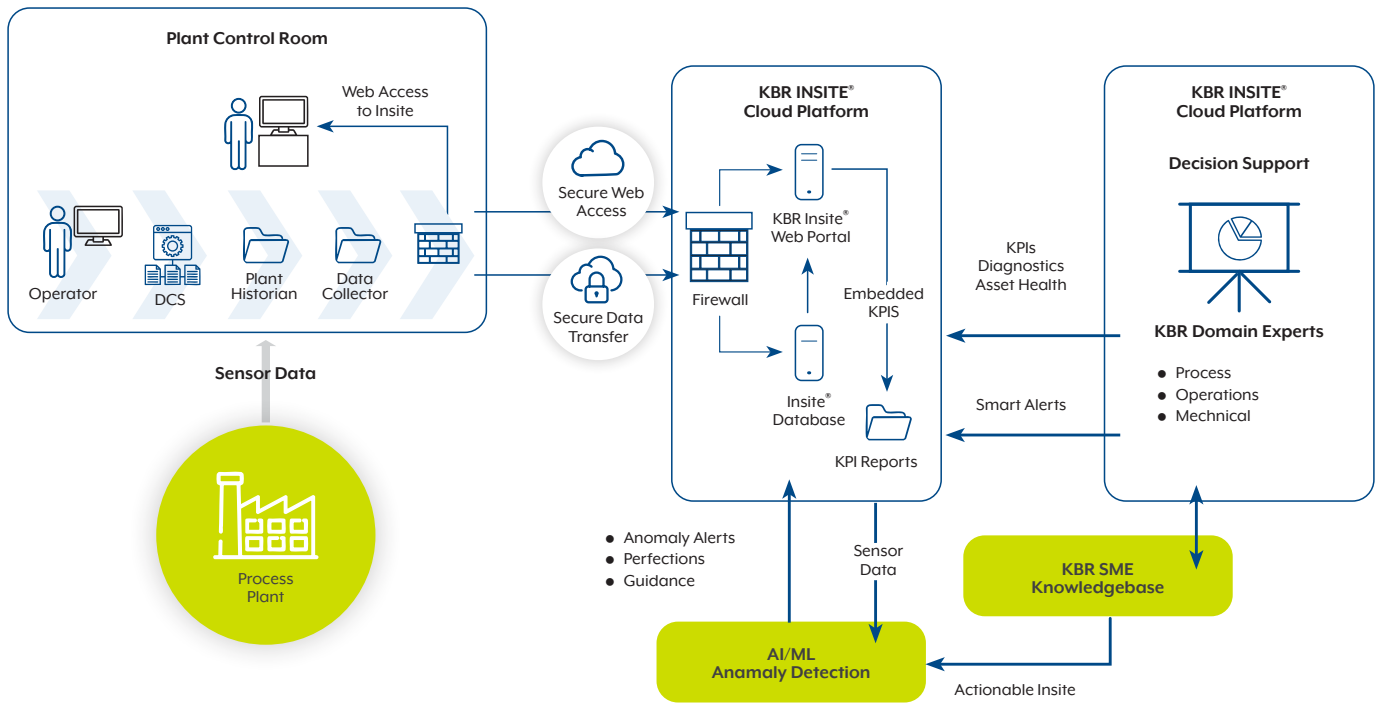 Plant Control Room
Web Access
to Insite
Operator
DCS
Plant
Historian
Data
Collector
Sensor Data
Process
Plant
Secure Web
Access
Secure Data
Transfer
KBR INSITE®
Cloud Platform
KBR Insite®
Web Portal
Firewall
Embedded
KPIS
Insite®
Database
KPI Reports
● Anomaly Alerts
● Perfections
● Guidance
Sensor
Data
AI/ML
Anamaly Detection
KPIs
Diagnostics
Asset Health
Smart Alerts
KBR INSITE®
Cloud Platform
Decision Support
KBR Domain Experts
● Process
● Operations
● Mechnical
KBR SME
Knowledgebase
Actionable Insite